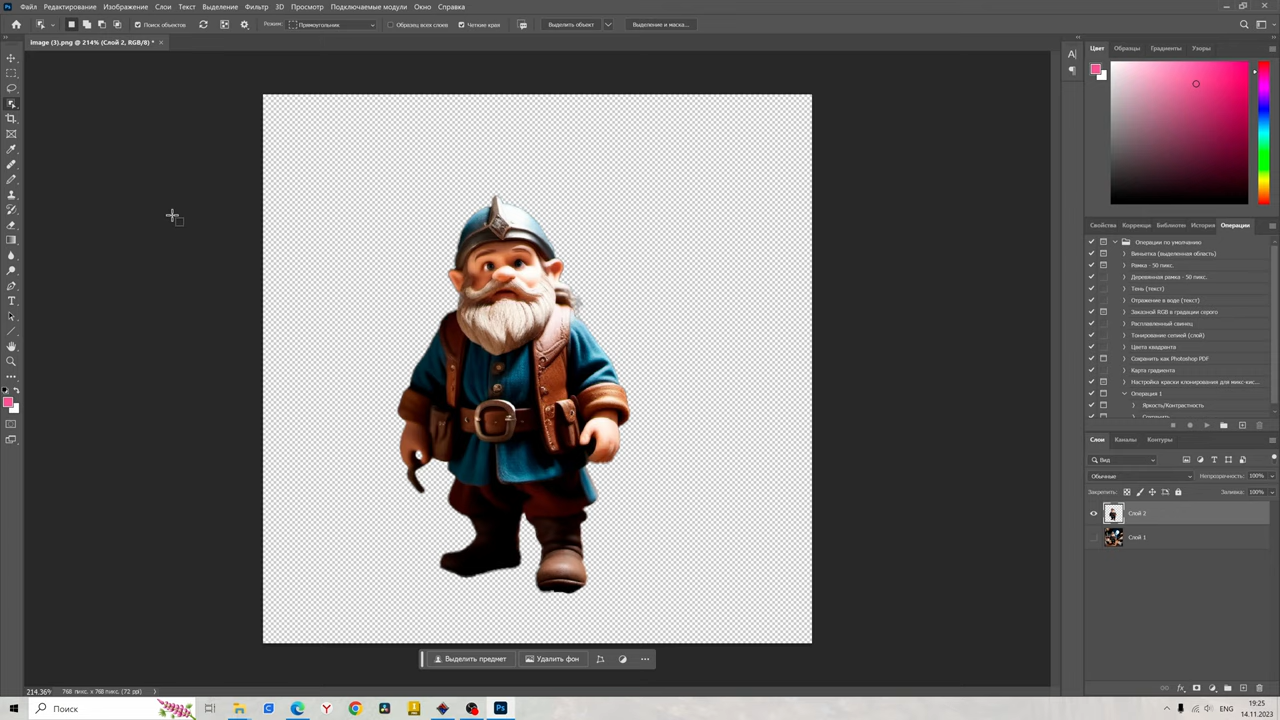 Файл Редактирование Изображение Слои Текст Выделение Фильтр 3D Просмотр Подключаемые модули Окно Справка
Поиск объектов Режим: Прямоугольник Образец всех слоев Четкие края Выделить объект Выделение и маска...
image (3).png @ 214% (Слой 2, RGB/8) *
Цвет Образцы Градиенты Узоры
Свойства Коррекци Библиотек История Операции
Операции по умолчанию
Виньетка (выделенная область)
Рамка - 50 пикс.
Деревянная рамка - 50 пикс.
Тень (текст)
Отражение в воде (текст)
Заказной RGB в градации серого
Расплавленный свинец
Тонирование сепией (слой)
Цвета квадранта
Сохранить как Photoshop PDF
Карта градиента
Настройка краски клонирования для микс-кис...
Операция 1
Яркость/Контрастность
Сохранить
Слои Каналы Контуры
Вид
Обычные Непрозрачность: 100%
Закрепить: Заливка: 100%
Слой 2
Слой 1
Выделить предмет Удалить фон
214.36% 768 пикс. x 768 пикс. (72 ppi)
Поиск
Ps
ENG
19:25
14.11.2023